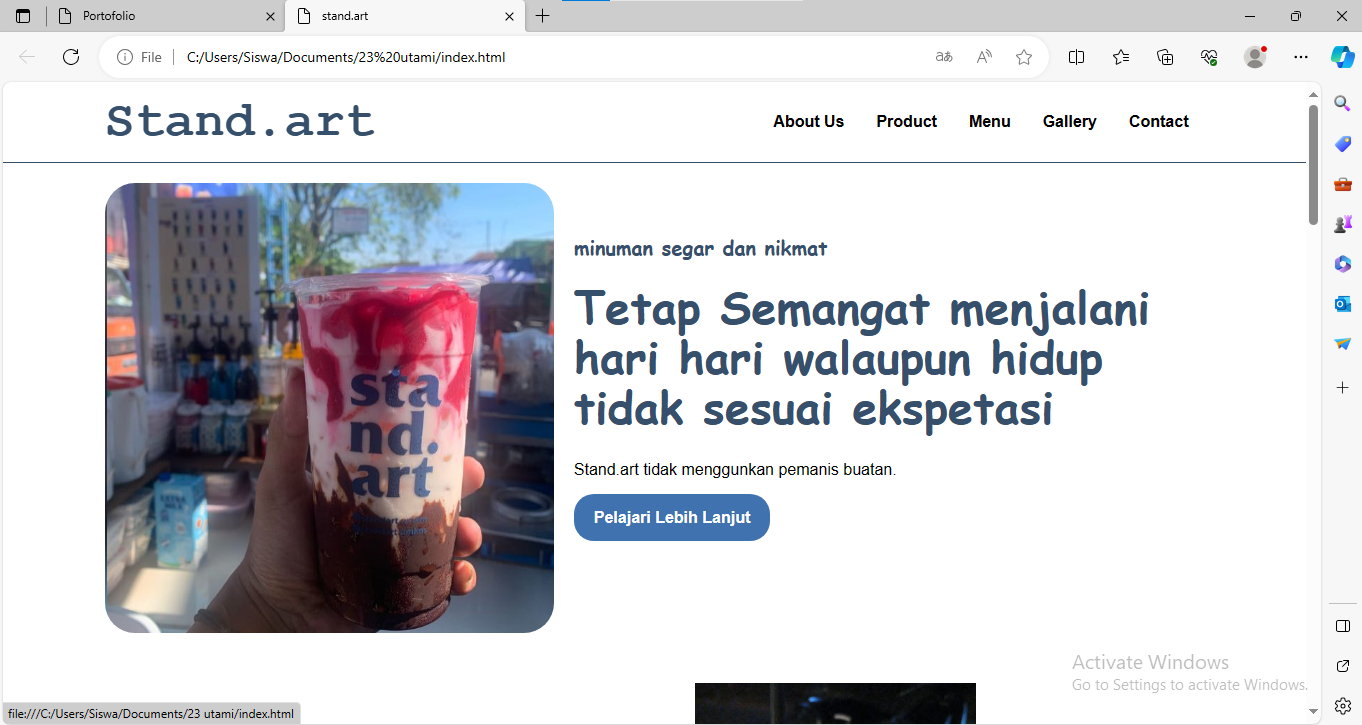 Portofolio
stand.art
File
C:/Users/Siswa/Documents/23%20utami/index.html
Stand.art
About Us
Product
Menu
Gallery
Contact
sta
nd.
art
EXTRA
minuman segar dan nikmat
Tetap Semangat menjalani
hari hari walaupun hidup
tidak sesuai ekspetasi
Stand.art tidak menggunkan pemanis buatan.
Pelajari Lebih Lanjut
Activate Windows
Go to Settings to activate Windows.
file:///C:/Users/Siswa/Documents/23 utami/index.html